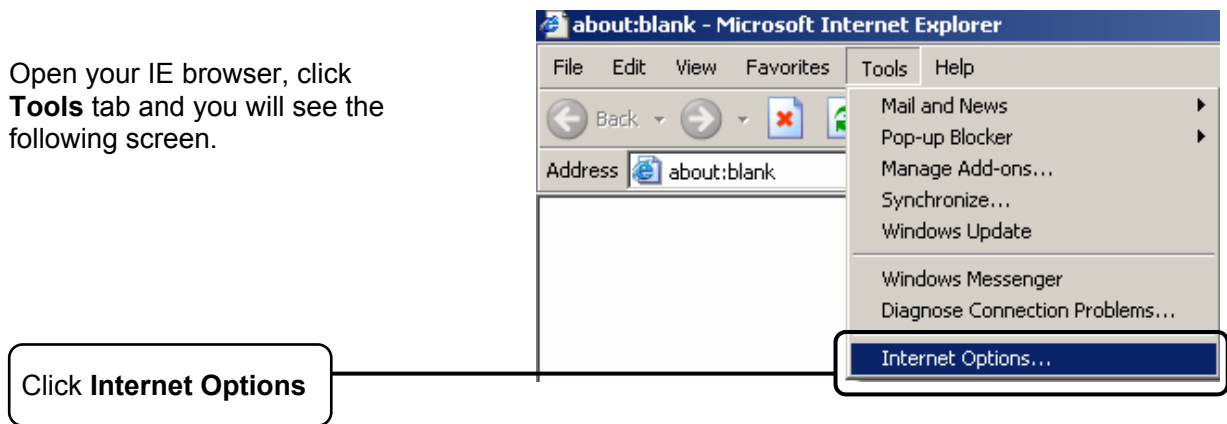 Open your IE browser, click
Tools tab and you will see the
following screen.
about:blank - Microsoft Internet Explorer
File Edit View Favorites Tools Help
Back
Address about:blank
Mail and News
Pop-up Blocker
Manage Add-ons...
Synchronize...
Windows Update
Windows Messenger
Diagnose Connection Problems...
Internet Options...
Click Internet Options